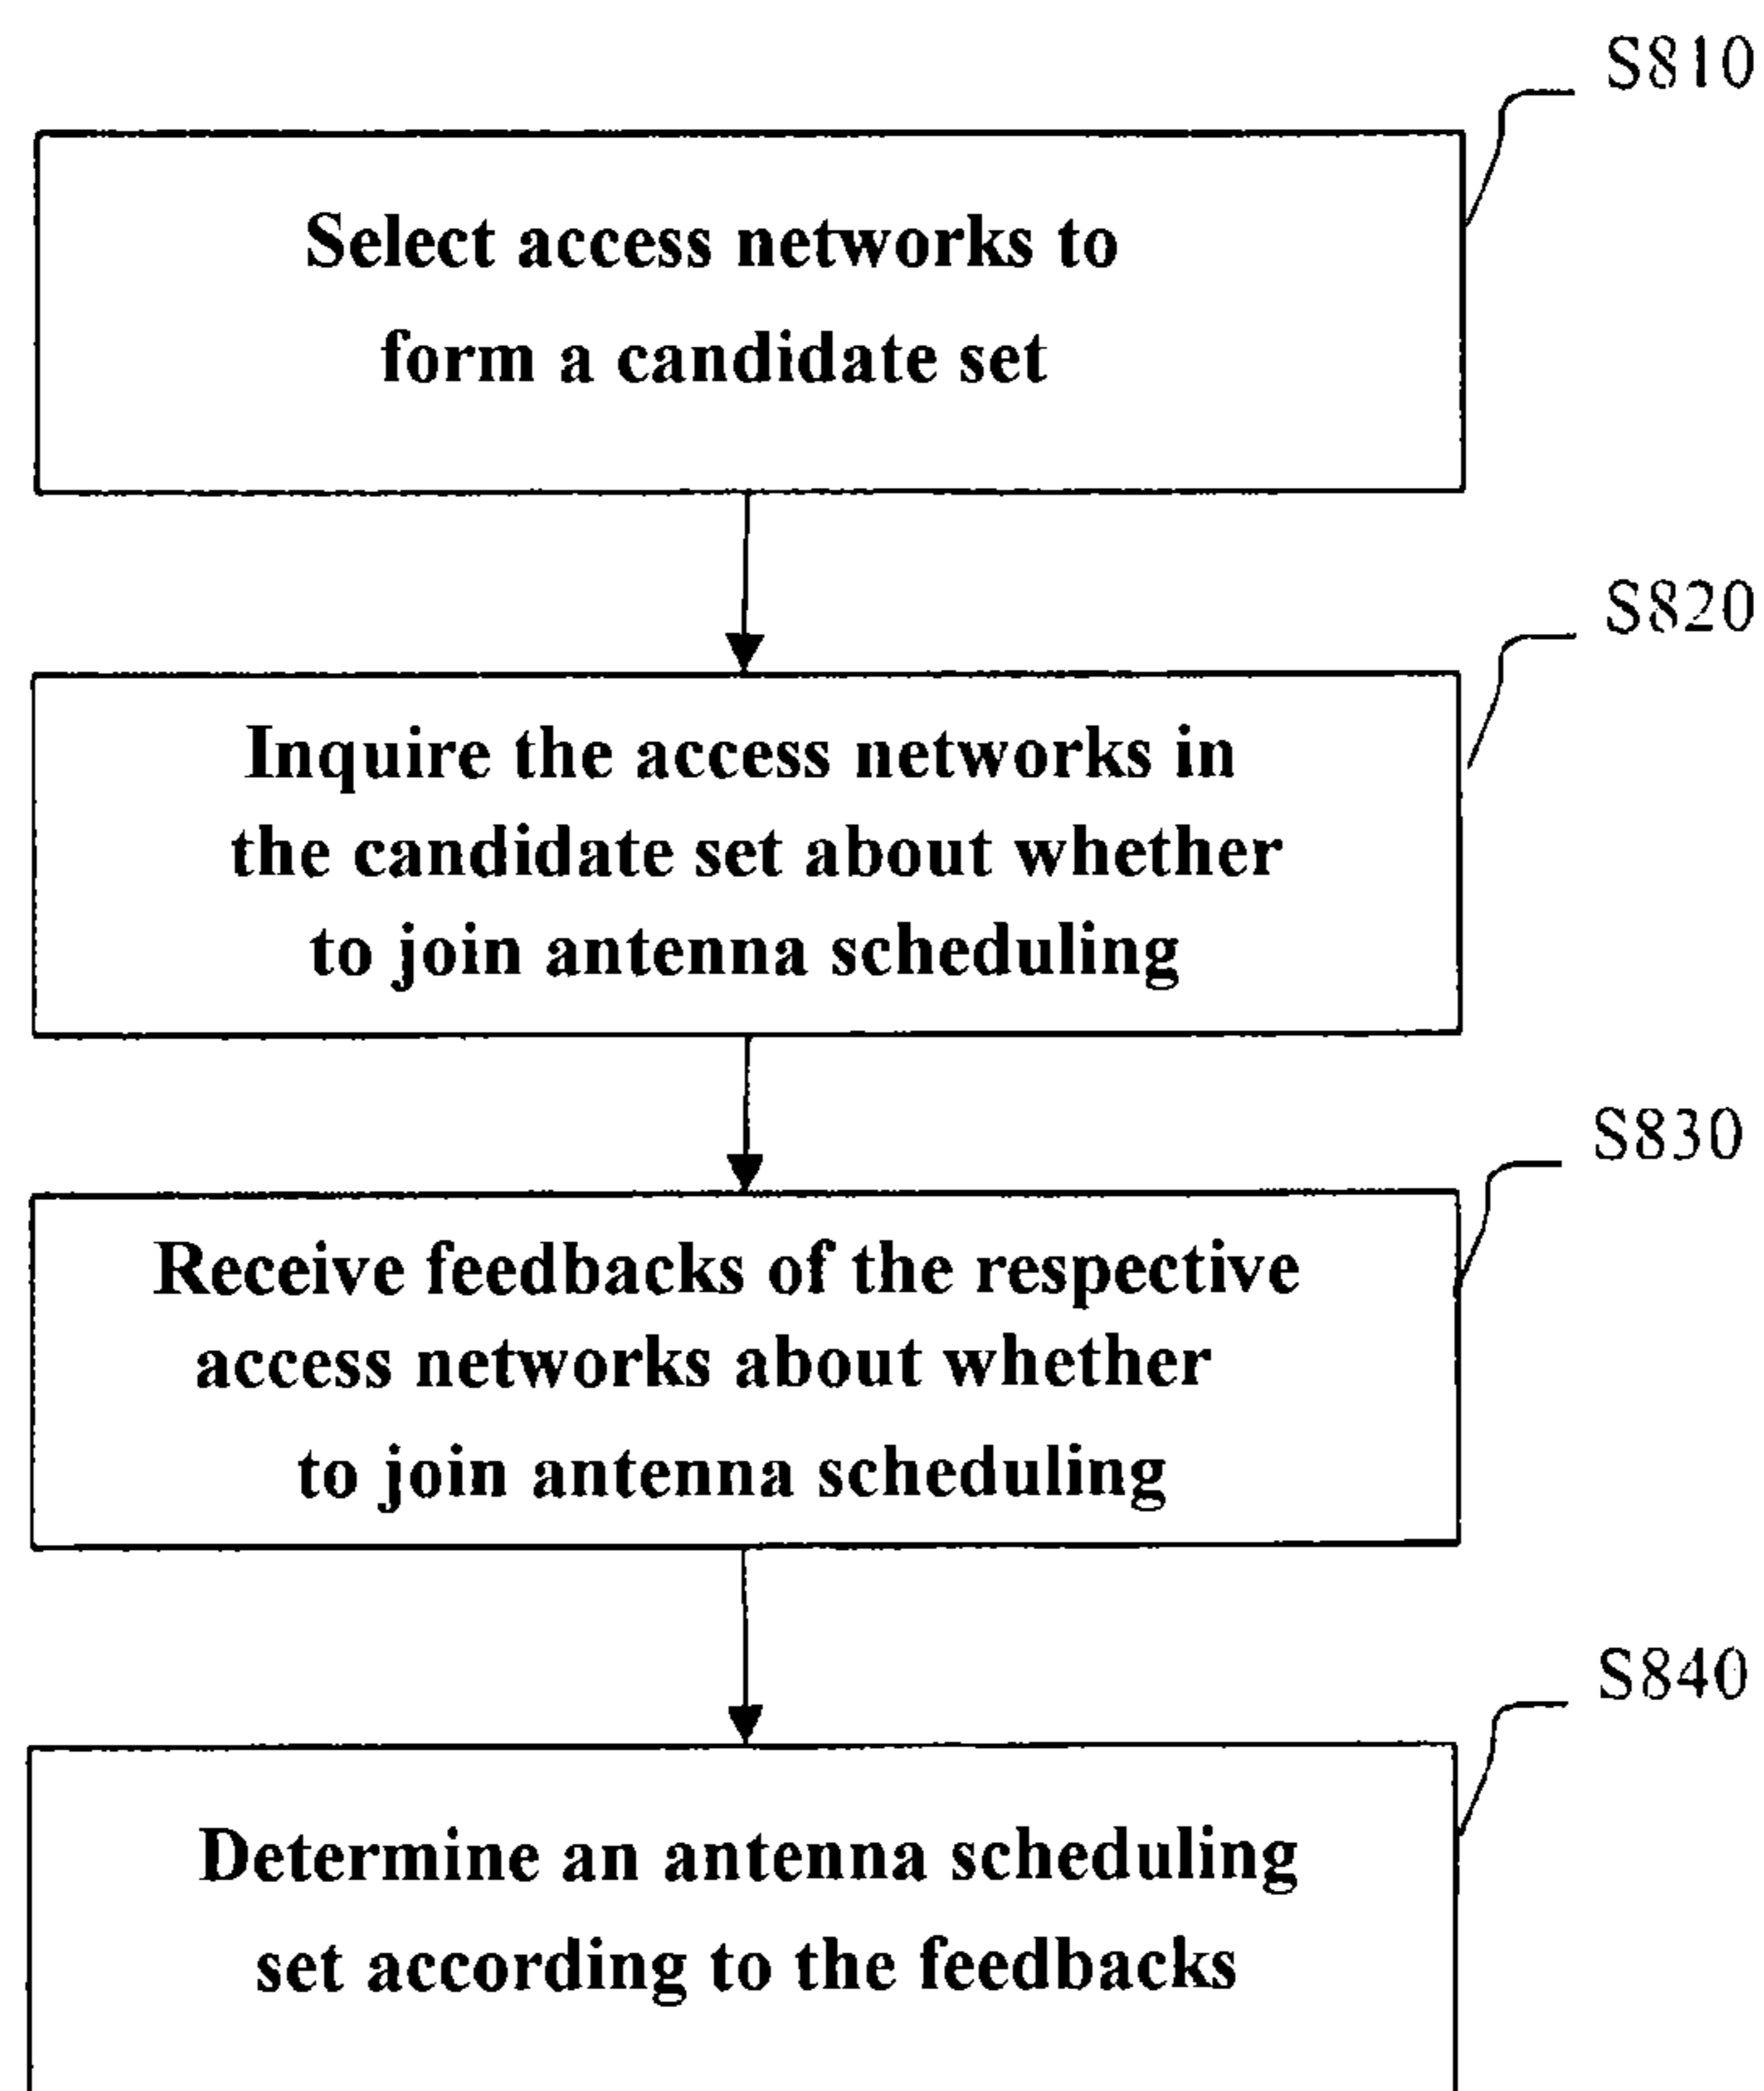 S810
Select access networks to
form a candidate set
S820
Inquire the access networks in
the candidate set about whether
to join antenna scheduling
S830
Receive feedbacks of the respective
access networks about whether
to join antenna scheduling
S840
Determine an antenna scheduling
set according to the feedbacks